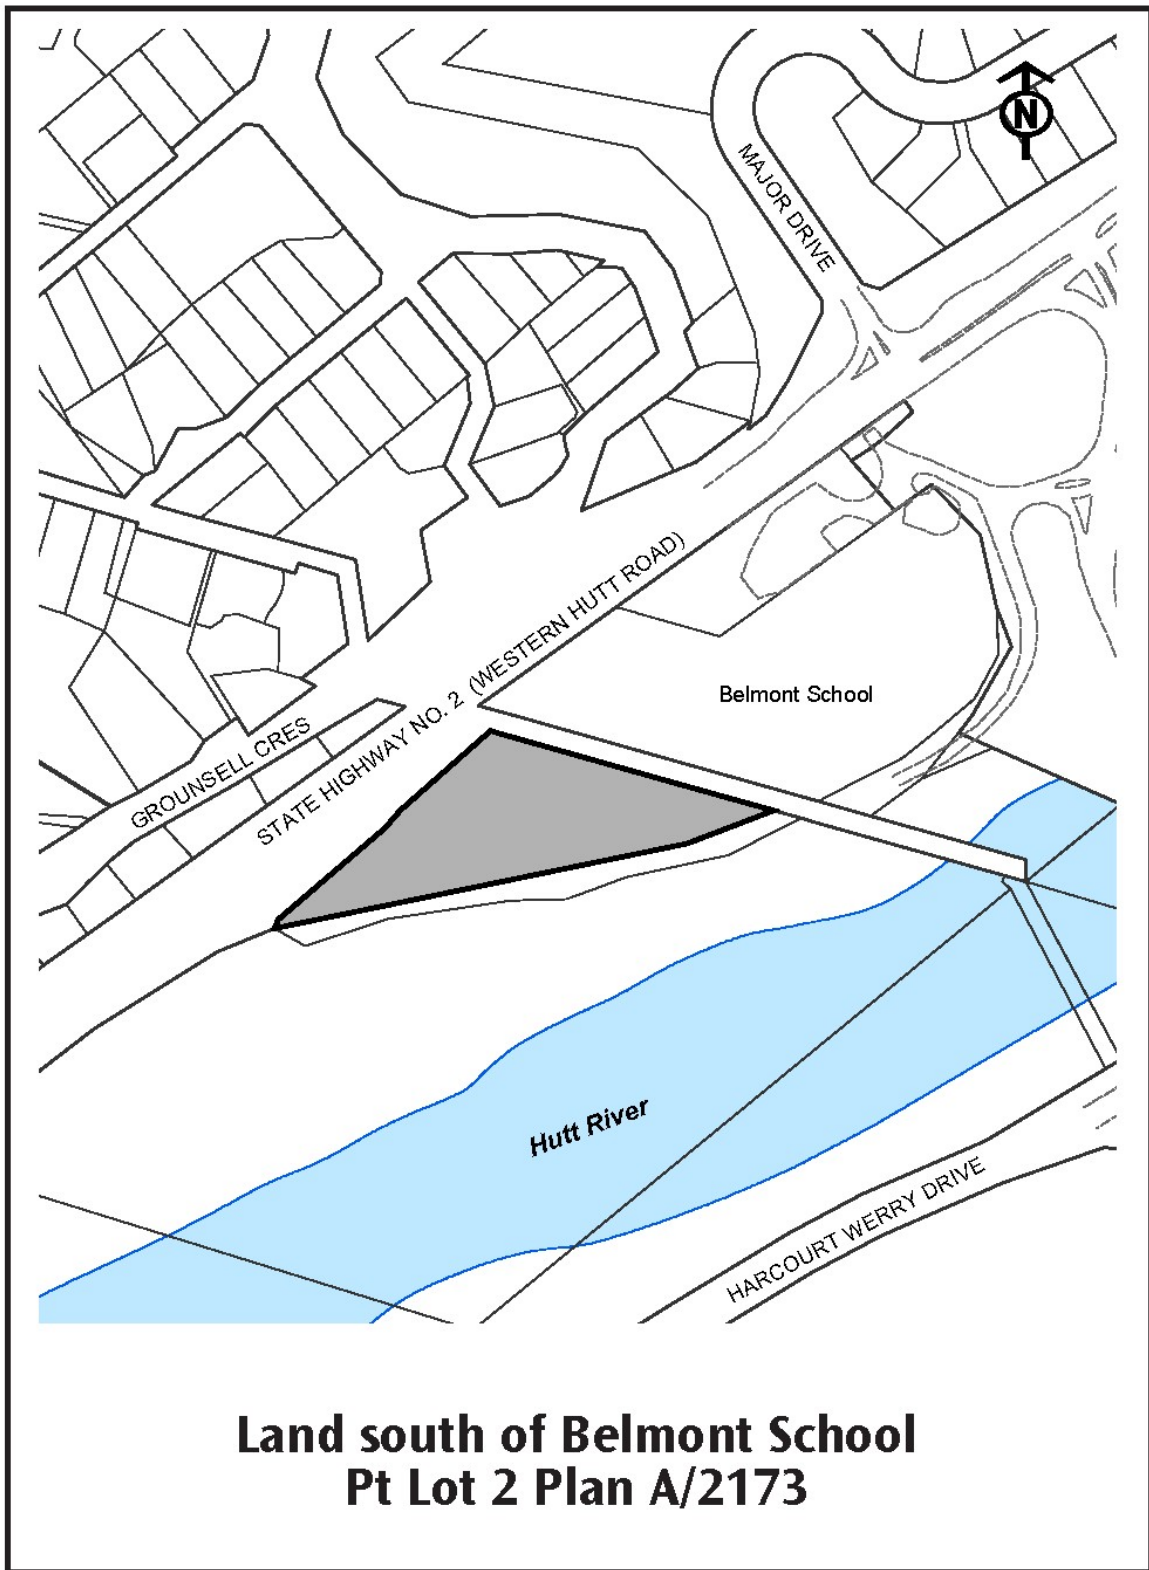 N
MAJOR DRIVE
STATE HIGHWAY NO. 2 (WESTERN HUTT ROAD)
Belmont School
GROUNSELL CRES
Hutt River
HARCOURT WERRY DRIVE
Land south of Belmont School
Pt Lot 2 Plan A/2173